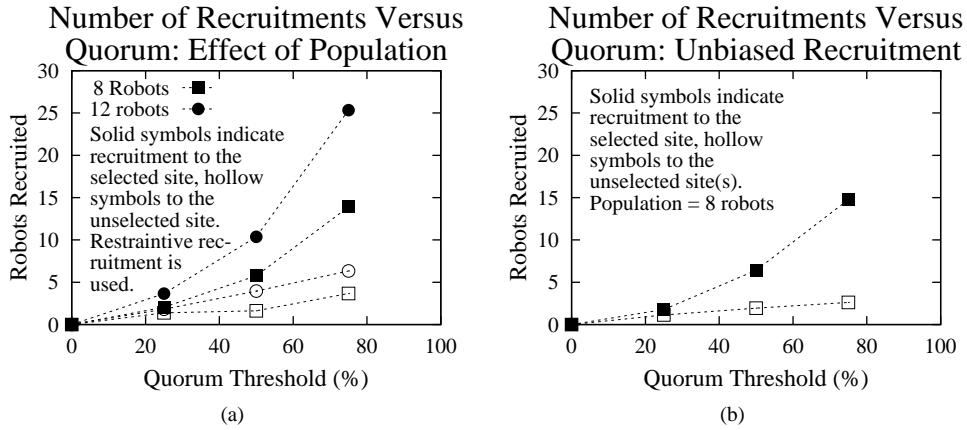 Number of Recruitments Versus
Quorum: Effect of Population
30
25
20
15
10
5
0
Robots Recruited
8 Robots
12 robots
Solid symbols indicate
recruitment to the
selected site, hollow
symbols to the
unselected site.
Restraintive rec-
ruitment is
used.
0 20 40 60 80 100
Quorum Threshold (%)
(a)
Number of Recruitments Versus
Quorum: Unbiased Recruitment
30
25
20
15
10
5
0
Robots Recruited
Solid symbols indicate
recruitment to the
selected site, hollow
symbols to the
unselected site(s).
Population = 8 robots
0 20 40 60 80 100
Quorum Threshold (%)
(b)